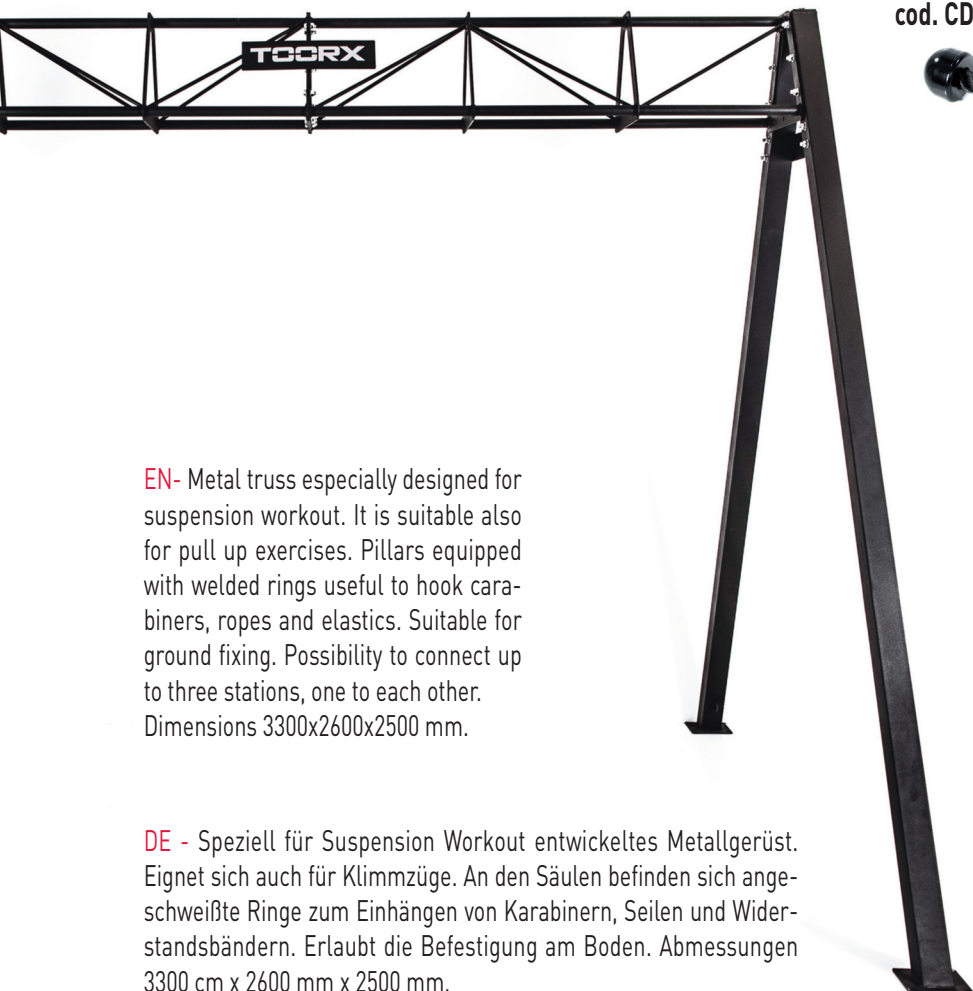 cod. CD
TOORX
EN- Metal truss especially designed for
suspension workout. It is suitable also
for pull up exercises. Pillars equipped
with welded rings useful to hook cara-
biners, ropes and elastics. Suitable for
ground fixing. Possibility to connect up
to three stations, one to each other.
Dimensions 3300x2600x2500 mm.
DE - Speziell für Suspension Workout entwickeltes Metallgerüst.
Eignet sich auch für Klimmzüge. An den Säulen befinden sich ange-
schweißte Ringe zum Einhängen von Karabinern, Seilen und Wider-
standsbändern. Erlaubt die Befestigung am Boden. Abmessungen
3300 cm x 2600 mm x 2500 mm.